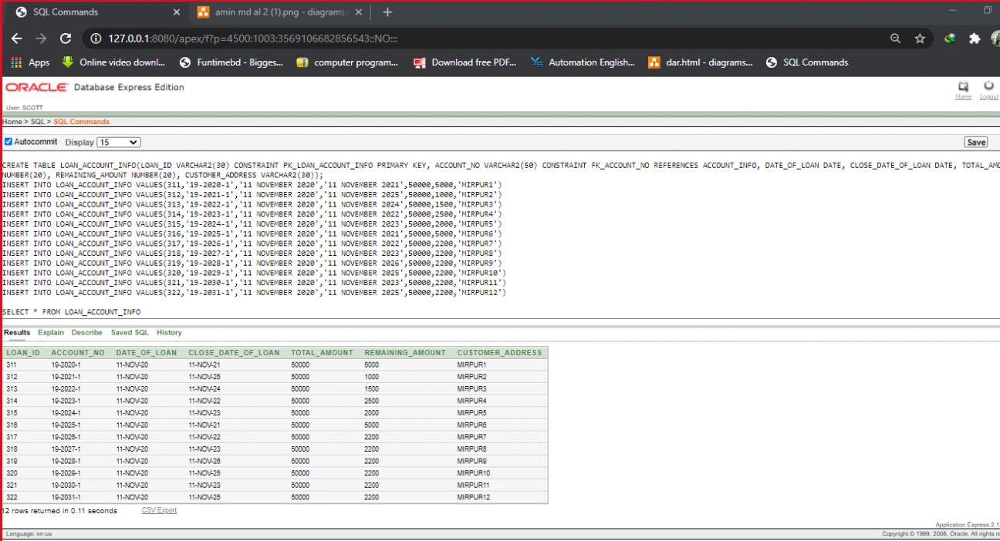 SQL Commands
amin md al 2 (1).png - diagrams.
127.0.0.1:8080/apex/f?p=4500:1003:3569106682856543::NO:::
Apps Online video downl... Funtimebd - Bigges... computer program... Download free PDF... Automation English... dar.html - diagrams... SQL Commands
ORACLE Database Express Edition
Home Logout
User: SCOTT
Home > SQL > SQL Commands
Autocommit Display 15 Save
CREATE TABLE LOAN_ACCOUNT_INFO(LOAN_ID VARCHAR2(30) CONSTRAINT PK_LOAN_ACCOUNT_INFO PRIMARY KEY, ACCOUNT_NO VARCHAR2(50) CONSTRAINT FK_ACCOUNT_NO REFERENCES ACCOUNT_INFO, DATE_OF_LOAN DATE, CLOSE_DATE_OF_LOAN DATE, TOTAL_AMO
NUMBER(20), REMAINING_AMOUNT NUMBER(20), CUSTOMER_ADDRESS VARCHAR2(30));
INSERT INTO LOAN_ACCOUNT_INFO VALUES(311,'19-2020-1','11 NOVEMBER 2020','11 NOVEMBER 2021',50000,5000,'MIRPUR1')
INSERT INTO LOAN_ACCOUNT_INFO VALUES(312,'19-2021-1','11 NOVEMBER 2020','11 NOVEMBER 2025',50000,1000,'MIRPUR2')
INSERT INTO LOAN_ACCOUNT_INFO VALUES(313,'19-2022-1','11 NOVEMBER 2020','11 NOVEMBER 2024',50000,1500,'MIRPUR3')
INSERT INTO LOAN_ACCOUNT_INFO VALUES(314,'19-2023-1','11 NOVEMBER 2020','11 NOVEMBER 2022',50000,2500,'MIRPUR4')
INSERT INTO LOAN_ACCOUNT_INFO VALUES(315,'19-2024-1','11 NOVEMBER 2020','11 NOVEMBER 2023',50000,2000,'MIRPUR5')
INSERT INTO LOAN_ACCOUNT_INFO VALUES(316,'19-2025-1','11 NOVEMBER 2020','11 NOVEMBER 2021',50000,5000,'MIRPUR6')
INSERT INTO LOAN_ACCOUNT_INFO VALUES(317,'19-2026-1','11 NOVEMBER 2020','11 NOVEMBER 2022',50000,2200,'MIRPUR7')
INSERT INTO LOAN_ACCOUNT_INFO VALUES(318,'19-2027-1','11 NOVEMBER 2020','11 NOVEMBER 2023',50000,2200,'MIRPUR8')
INSERT INTO LOAN_ACCOUNT_INFO VALUES(319,'19-2028-1','11 NOVEMBER 2020','11 NOVEMBER 2026',50000,2200,'MIRPUR9')
INSERT INTO LOAN_ACCOUNT_INFO VALUES(320,'19-2029-1','11 NOVEMBER 2020','11 NOVEMBER 2025',50000,2200,'MIRPUR10')
INSERT INTO LOAN_ACCOUNT_INFO VALUES(321,'19-2030-1','11 NOVEMBER 2020','11 NOVEMBER 2023',50000,2200,'MIRPUR11')
INSERT INTO LOAN_ACCOUNT_INFO VALUES(322,'19-2031-1','11 NOVEMBER 2020','11 NOVEMBER 2025',50000,2200,'MIRPUR12')
SELECT * FROM LOAN_ACCOUNT_INFO
Results Explain Describe Saved SQL History
LOAN_ID ACCOUNT_NO DATE_OF_LOAN CLOSE_DATE_OF_LOAN TOTAL_AMOUNT REMAINING_AMOUNT CUSTOMER_ADDRESS
311 19-2020-1 11-NOV-20 11-NOV-21 50000 5000 MIRPUR1
312 19-2021-1 11-NOV-20 11-NOV-25 50000 1000 MIRPUR2
313 19-2022-1 11-NOV-20 11-NOV-24 50000 1500 MIRPUR3
314 19-2023-1 11-NOV-20 11-NOV-22 50000 2500 MIRPUR4
315 19-2024-1 11-NOV-20 11-NOV-23 50000 2000 MIRPUR5
316 19-2025-1 11-NOV-20 11-NOV-21 50000 5000 MIRPUR6
317 19-2026-1 11-NOV-20 11-NOV-22 50000 2200 MIRPUR7
318 19-2027-1 11-NOV-20 11-NOV-23 50000 2200 MIRPUR8
319 19-2028-1 11-NOV-20 11-NOV-26 50000 2200 MIRPUR9
320 19-2029-1 11-NOV-20 11-NOV-25 50000 2200 MIRPUR10
321 19-2030-1 11-NOV-20 11-NOV-23 50000 2200 MIRPUR11
322 19-2031-1 11-NOV-20 11-NOV-25 50000 2200 MIRPUR12
12 rows returned in 0.11 seconds CSV Export
Application Express 2.1
Language: en-us Copyright © 1999, 2006, Oracle. All rights re